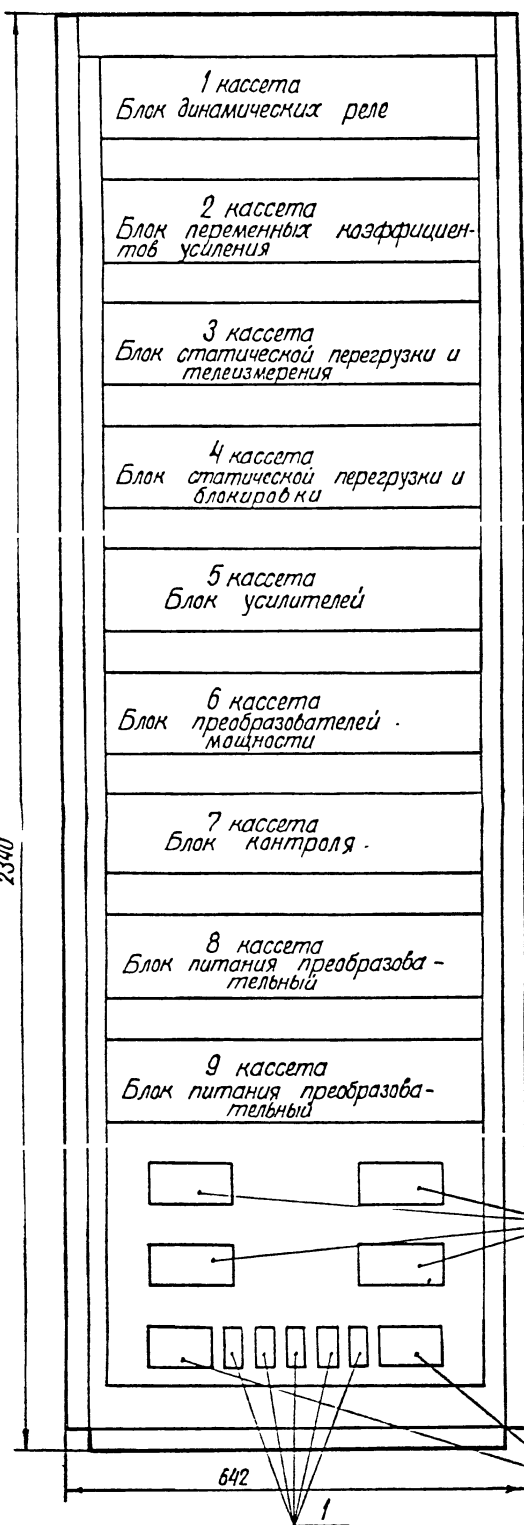 1 кассета
Блок динамических реле
2 кассета
Блок переменных коэффициен-
тов усиления
3 кассета
Блок статической перегрузки и
телеизмерения
4 кассета
Блок статической перегрузки и
блокировки
5 кассета
Блок усилителей
6 кассета
Блок преобразователей
мощности
7 кассета
Блок контроля
8 кассета
Блок питания преобразова-
тельный
9 кассета
Блок питания преобразова-
тельный
2340
642
1